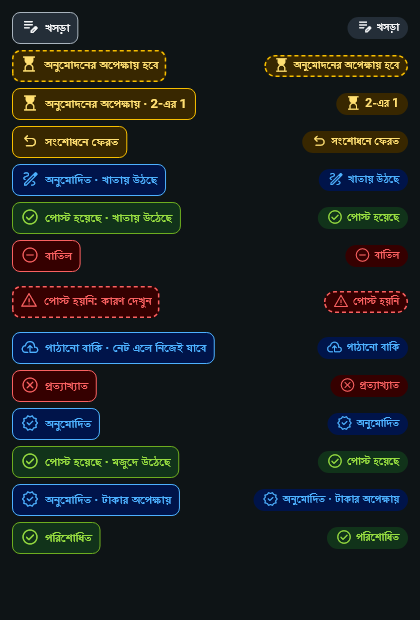 খসড়া
খসড়া
অনুমোদনের অপেক্ষায় হবে
অনুমোদনের অপেক্ষায় হবে
অনুমোদনের অপেক্ষায় · 2-এর 1
2-এর 1
সংশোধনে ফেরত
সংশোধনে ফেরত
অনুমোদিত · খাতায় উঠছে
খাতায় উঠছে
পোস্ট হয়েছে · খাতায় উঠেছে
পোস্ট হয়েছে
বাতিল
বাতিল
পোস্ট হয়নি: কারণ দেখুন
পোস্ট হয়নি
পাঠানো বাকি · নেট এলে নিজেই যাবে
পাঠানো বাকি
প্রত্যাখ্যাত
প্রত্যাখ্যাত
অনুমোদিত
অনুমোদিত
পোস্ট হয়েছে · মজুদে উঠেছে
পোস্ট হয়েছে
অনুমোদিত · টাকার অপেক্ষায়
অনুমোদিত · টাকার অপেক্ষায়
পরিশোধিত
পরিশোধিত